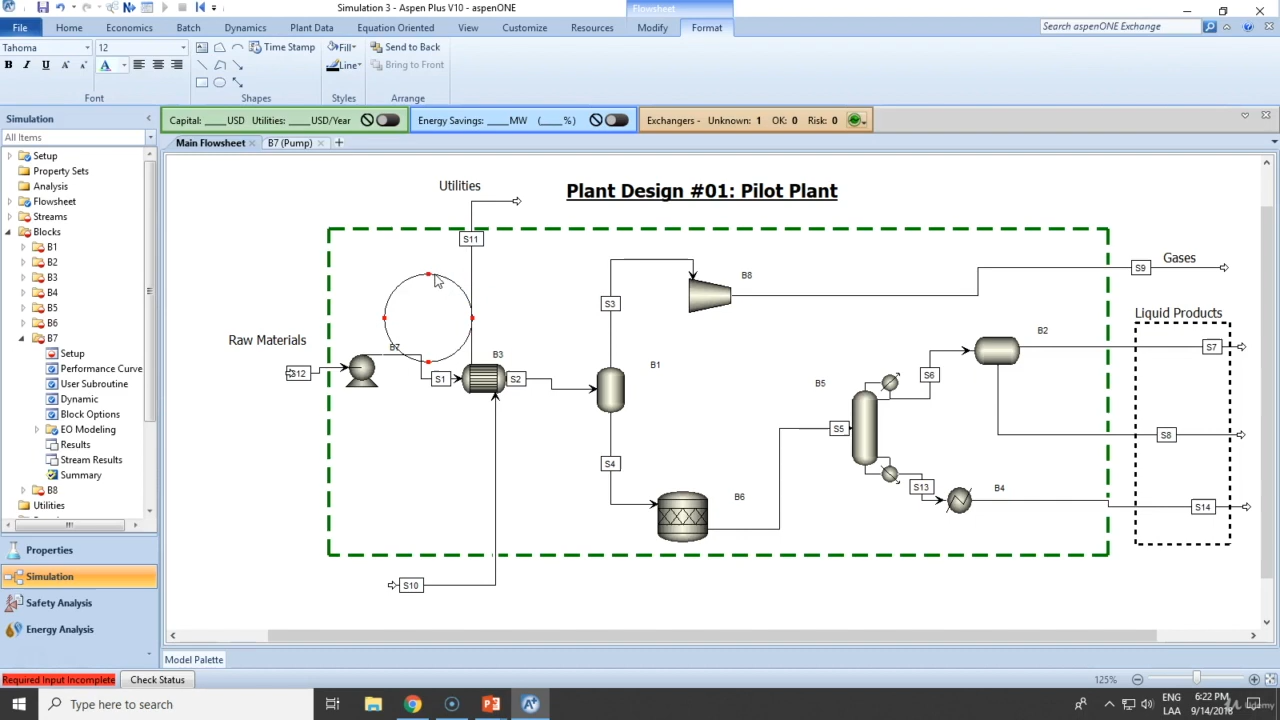 Simulation 3 - Aspen Plus V10 - aspenONE
Flowsheet
File Home Economics Batch Dynamics Plant Data Equation Oriented View Customize Resources Modify Format
Search aspenONE Exchange
Tahoma 12
Time Stamp
Fill
Send to Back
B I U A A A
Line
Bring to Front
Font Shapes Styles Arrange
Simulation
Capital: ____USD Utilities: ____USD/Year
Energy Savings: ____MW (____%)
Exchangers - Unknown: 1 OK: 0 Risk: 0
All Items
Main Flowsheet
B7 (Pump)
Setup
Property Sets
Analysis
Flowsheet
Streams
Blocks
B1
B2
B3
B4
B5
B6
B7
Setup
Performance Curve
User Subroutine
Dynamic
Block Options
EO Modeling
Results
Stream Results
Summary
B8
Utilities
Properties
Simulation
Safety Analysis
Energy Analysis
Utilities
Plant Design #01: Pilot Plant
S11
Gases
S9
B8
S3
Liquid Products
Raw Materials
B7
B3
B2
S7
S12
S1
S2
B1
B5
S6
S5
S8
S4
S13
B4
B6
S14
S10
Model Palette
Required Input Incomplete
Check Status
125%
Type here to search
ENG
LAA
6:22 PM
Udemy